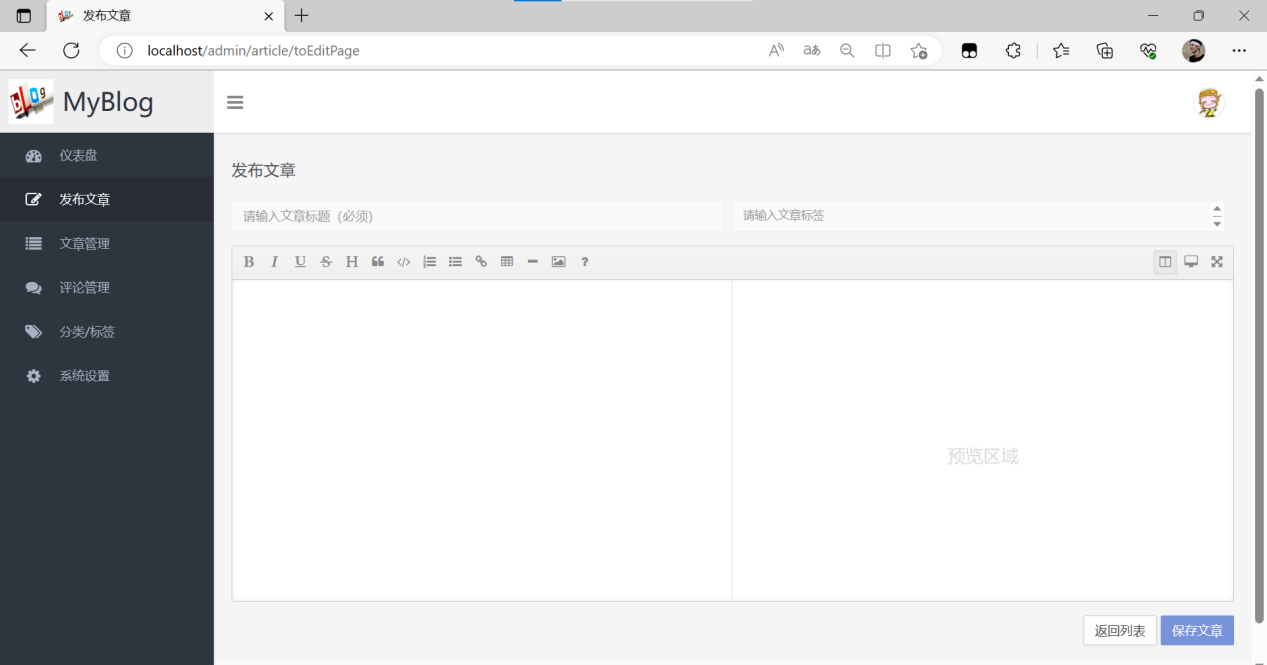 发布文章
localhost/admin/article/toEditPage
MyBlog
仪表盘
发布文章
文章管理
评论管理
分类/标签
系统设置
发布文章
请输入文章标题（必须）
请输入文章标签
B I U S H
预览区域
返回列表
保存文章